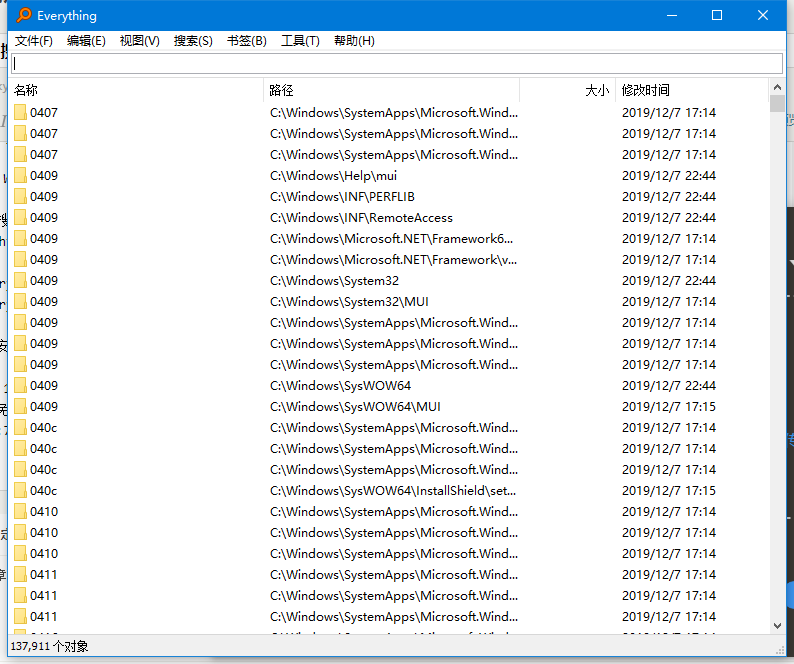 Everything
文件(F) 编辑(E) 视图(V) 搜索(S) 书签(B) 工具(T) 帮助(H)
名称 路径 大小 修改时间
0407 C:\Windows\SystemApps\Microsoft.Wind... 2019/12/7 17:14
0407 C:\Windows\SystemApps\Microsoft.Wind... 2019/12/7 17:14
0407 C:\Windows\SystemApps\Microsoft.Wind... 2019/12/7 17:14
0409 C:\Windows\Help\mui 2019/12/7 22:44
0409 C:\Windows\INF\PERFLIB 2019/12/7 22:44
0409 C:\Windows\INF\RemoteAccess 2019/12/7 22:44
0409 C:\Windows\Microsoft.NET\Framework6... 2019/12/7 17:14
0409 C:\Windows\Microsoft.NET\Framework\v... 2019/12/7 17:14
0409 C:\Windows\System32 2019/12/7 22:44
0409 C:\Windows\System32\MUI 2019/12/7 17:14
0409 C:\Windows\SystemApps\Microsoft.Wind... 2019/12/7 17:14
0409 C:\Windows\SystemApps\Microsoft.Wind... 2019/12/7 17:14
0409 C:\Windows\SystemApps\Microsoft.Wind... 2019/12/7 17:14
0409 C:\Windows\SysWOW64 2019/12/7 22:44
0409 C:\Windows\SysWOW64\MUI 2019/12/7 17:15
040c C:\Windows\SystemApps\Microsoft.Wind... 2019/12/7 17:14
040c C:\Windows\SystemApps\Microsoft.Wind... 2019/12/7 17:14
040c C:\Windows\SystemApps\Microsoft.Wind... 2019/12/7 17:14
040c C:\Windows\SysWOW64\InstallShield\set... 2019/12/7 17:15
0410 C:\Windows\SystemApps\Microsoft.Wind... 2019/12/7 17:14
0410 C:\Windows\SystemApps\Microsoft.Wind... 2019/12/7 17:14
0410 C:\Windows\SystemApps\Microsoft.Wind... 2019/12/7 17:14
0411 C:\Windows\SystemApps\Microsoft.Wind... 2019/12/7 17:14
0411 C:\Windows\SystemApps\Microsoft.Wind... 2019/12/7 17:14
0411 C:\Windows\SystemApps\Microsoft.Wind... 2019/12/7 17:14
137,911 个对象